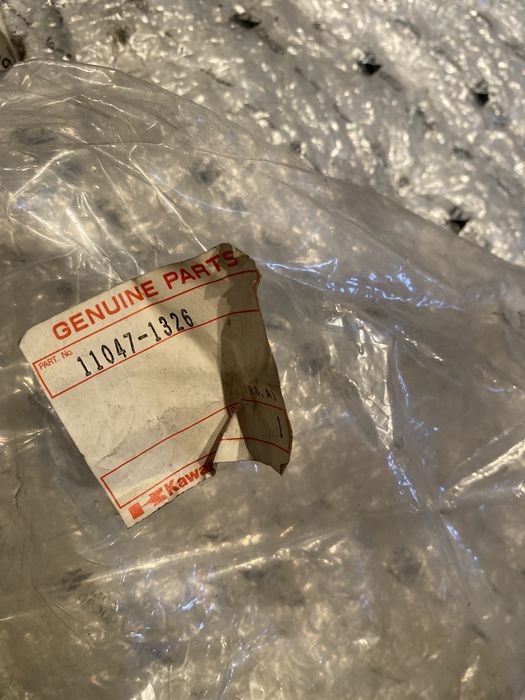 GENUINE PARTS
PART. No. 11047-1326
1
Kawa